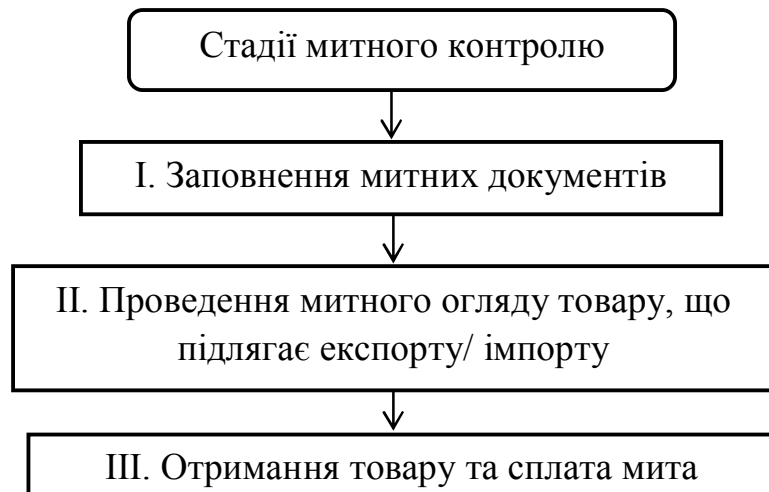 Стадії митного контролю
I. Заповнення митних документів
II. Проведення митного огляду товару, що
підлягає експорту/ імпорту
III. Отримання товару та сплата мита